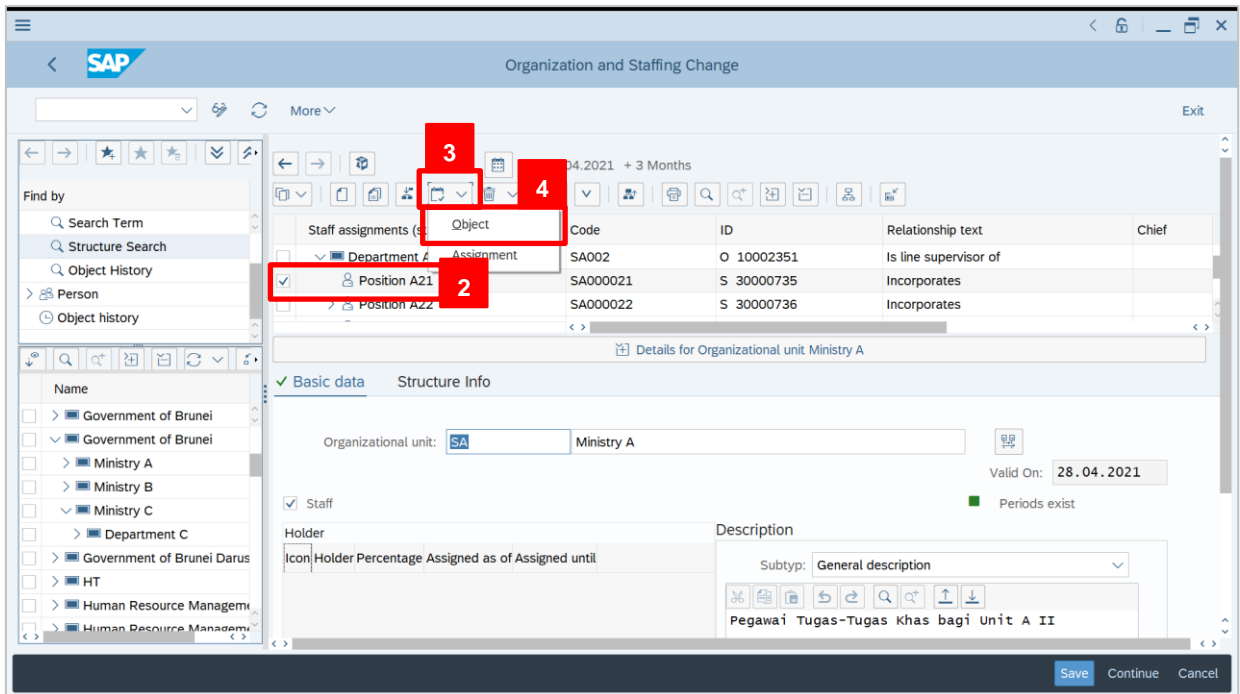 SAP
Organization and Staffing Change
More
Exit
3
04.2021 + 3 Months
4
Find by
Search Term
Structure Search
Object History
Person
Object history
Object
Assignment
Staff assignments (s
Code
ID
Relationship text
Chief
Department A
SA002
O 10002351
Is line supervisor of
Position A21
SA000021
S 30000735
Incorporates
2
Position A22
SA000022
S 30000736
Incorporates
Details for Organizational unit Ministry A
Name
Government of Brunei
Government of Brunei
Ministry A
Ministry B
Ministry C
Department C
Government of Brunei Darus
HT
Human Resource Manageme
Human Resource Manageme
Basic data
Structure Info
Organizational unit:
SA
Ministry A
Valid On:
28.04.2021
Staff
Periods exist
Holder
Icon Holder Percentage Assigned as of Assigned until
Description
Subtyp:
General description
Pegawai Tugas-Tugas Khas bagi Unit A II
Save
Continue
Cancel